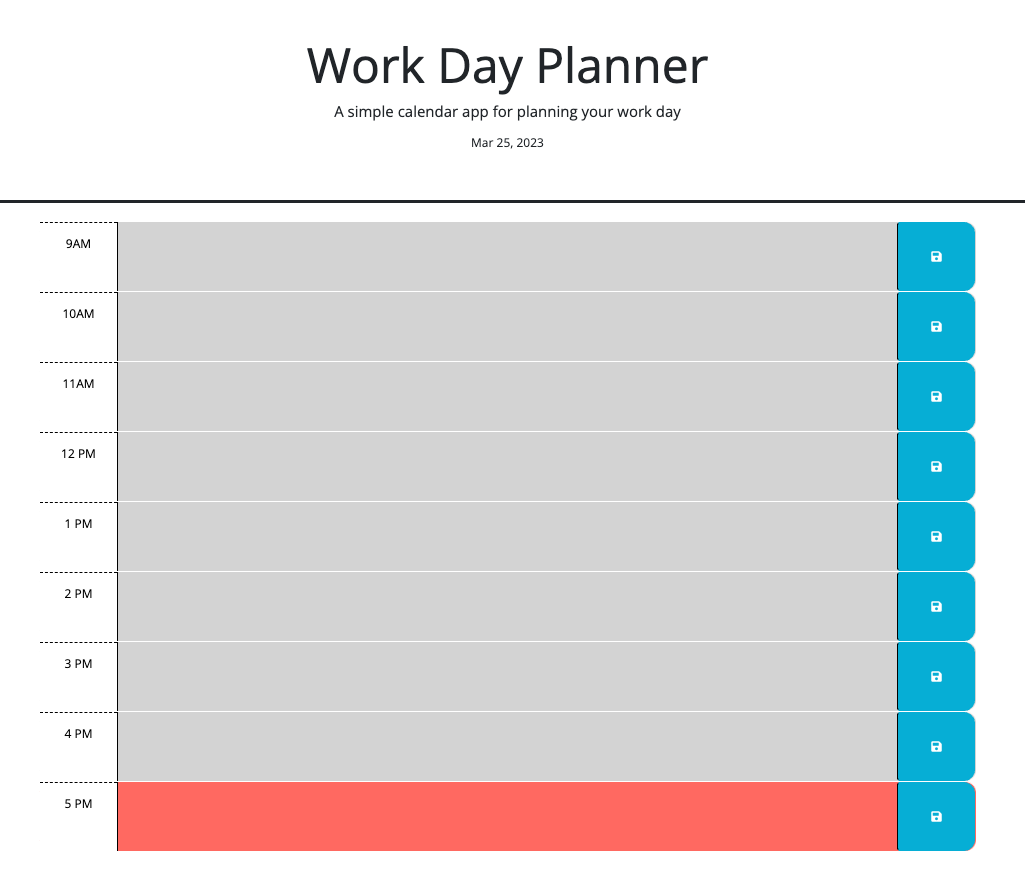 Work Day Planner
A simple calendar app for planning your work day
Mar 25, 2023
9AM
10AM
11AM
12 PM
1 PM
2 PM
3 PM
4 PM
5 PM